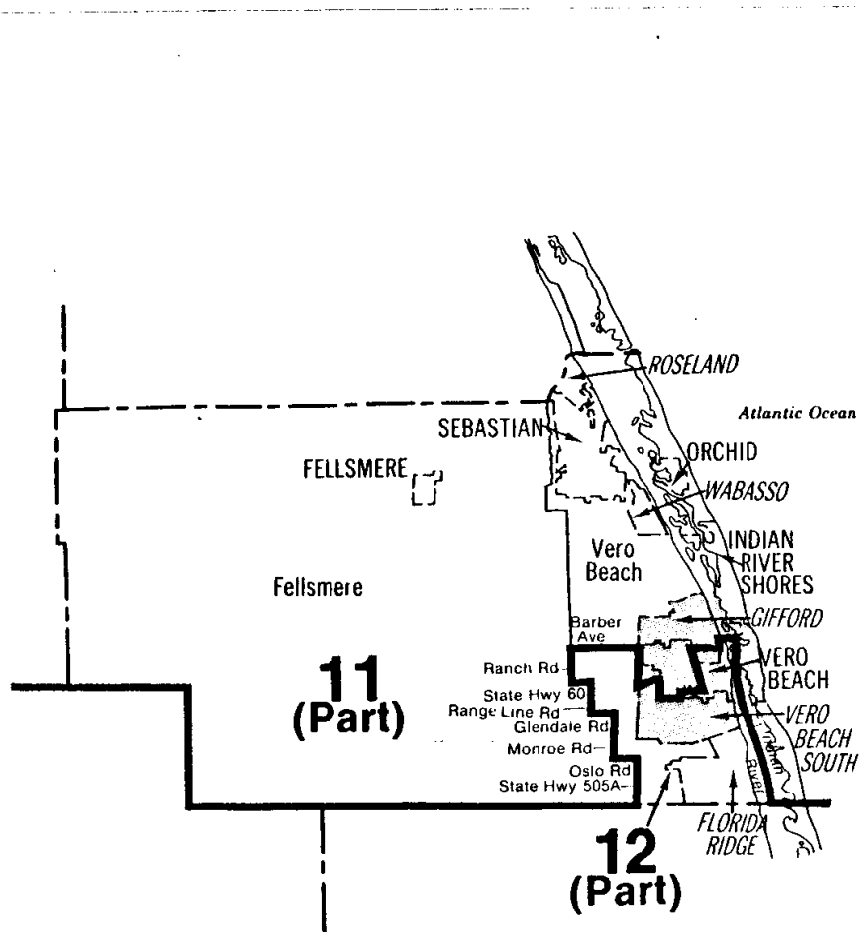 ROSELAND
Atlantic Ocean
SEBASTIAN
ORCHID
FELLSMERE
WABASSO
INDIAN
RIVER
SHORES
Vero
Beach
Fellsmere
GIFFORD
Barber
Ave
VERO
BEACH
Ranch Rd
11
(Part)
State Hwy 60
Range Line Rd
Glendale Rd
VERO
BEACH
SOUTH
Monroe Rd
Indian
River
Oslo Rd
State Hwy 505A
FLORIDA
RIDGE
12
(Part)